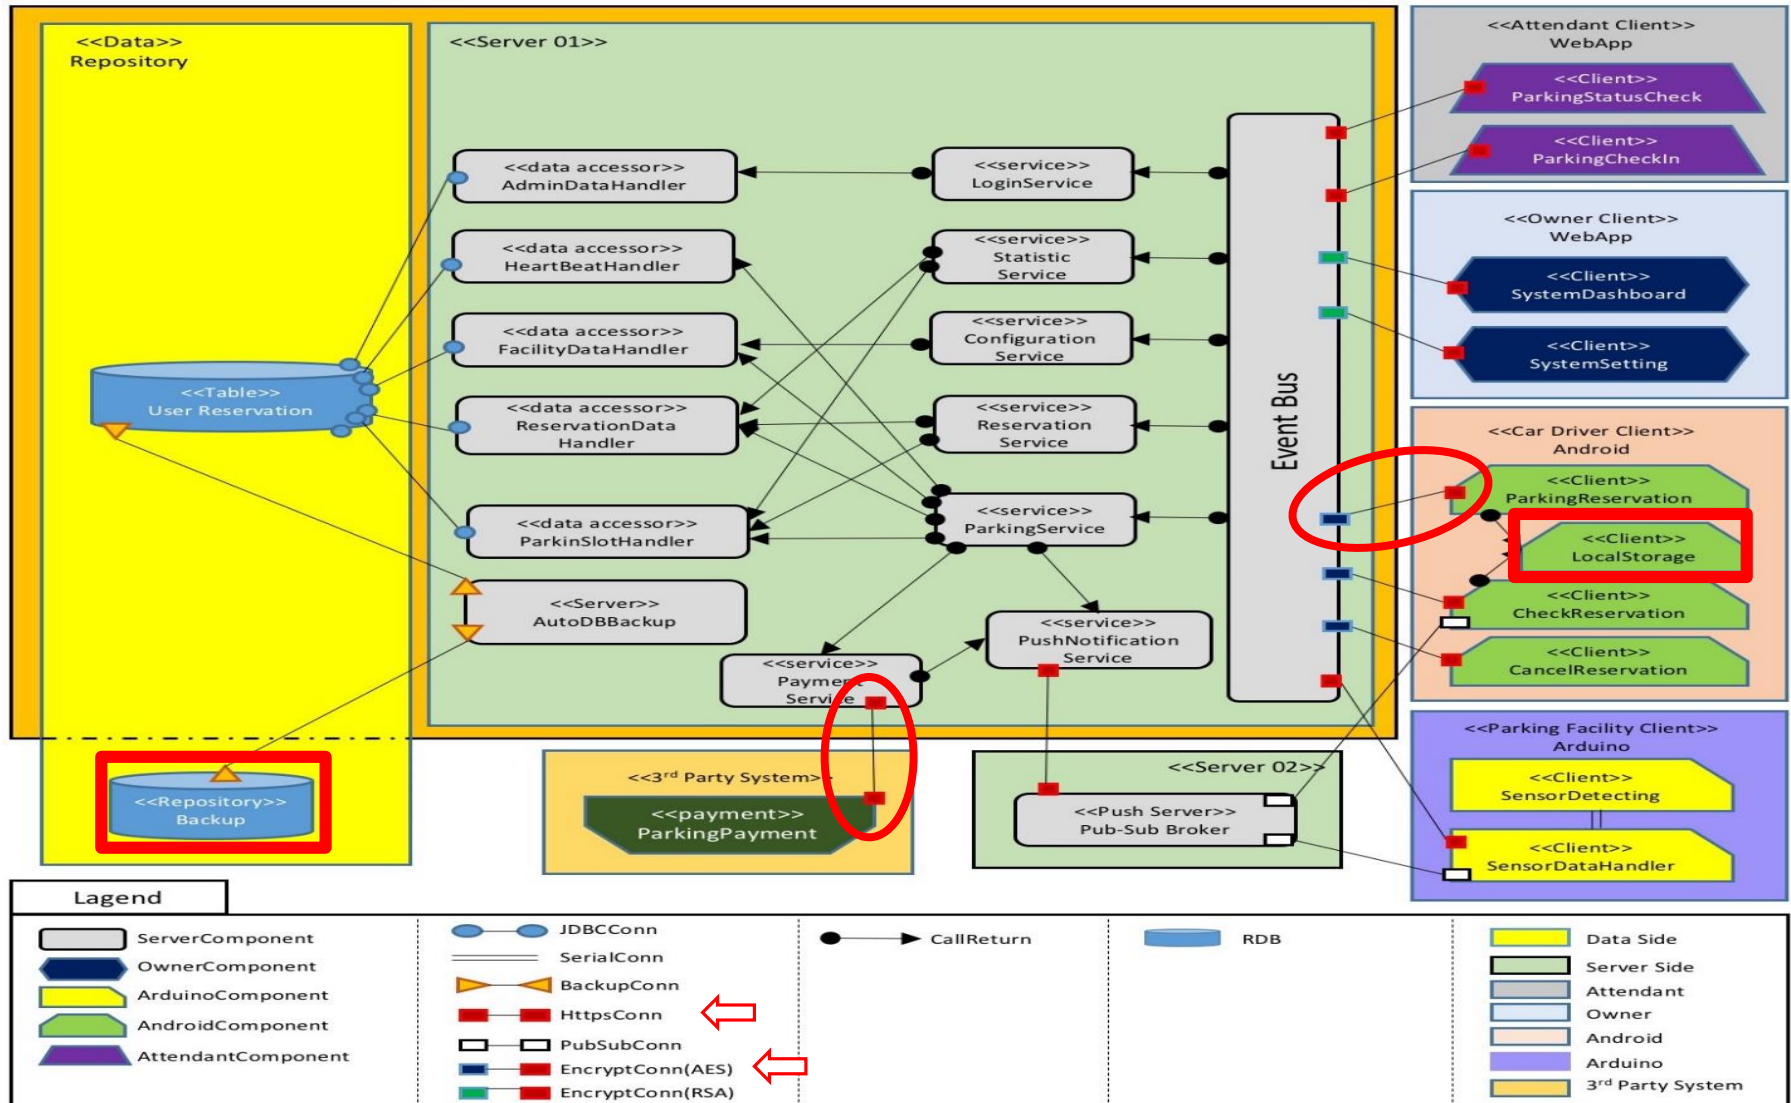 <<Data>>
Repository
<<Server 01>>
<<data accessor>>
AdminDataHandler
<<data accessor>>
HeartBeatHandler
<<data accessor>>
FacilityDataHandler
<<data accessor>>
ReservationData
Handler
<<data accessor>>
ParkinSlotHandler
<<Server>>
AutoDBBackup
<<Table>>
User Reservation
<<service>>
LoginService
<<service>>
Statistic
Service
<<service>>
Configuration
Service
<<service>>
Reservation
Service
<<service>>
ParkingService
<<service>>
PushNotification
Service
<<service>>
Payment
Service
Event Bus
<<Attendant Client>>
WebApp
<<Client>>
ParkingStatusCheck
<<Client>>
ParkingCheckIn
<<Owner Client>>
WebApp
<<Client>>
SystemDashboard
<<Client>>
SystemSetting
<<Car Driver Client>>
Android
<<Client>>
ParkingReservation
<<Client>>
LocalStorage
<<Client>>
CheckReservation
<<Client>>
CancelReservation
<<Parking Facility Client>>
Arduino
<<Client>>
SensorDetecting
<<Client>>
SensorDataHandler
<<Repository>>
Backup
<<3rd Party System>>
<<payment>>
ParkingPayment
<<Server 02>>
<<Push Server>>
Pub-Sub Broker
Lagend
ServerComponent
OwnerComponent
ArduinoComponent
AndroidComponent
AttendantComponent
JDBCConn
SerialConn
BackupConn
HttpsConn
PubSubConn
EncryptConn(AES)
EncryptConn(RSA)
CallReturn
RDB
Data Side
Server Side
Attendant
Owner
Android
Arduino
3rd Party System